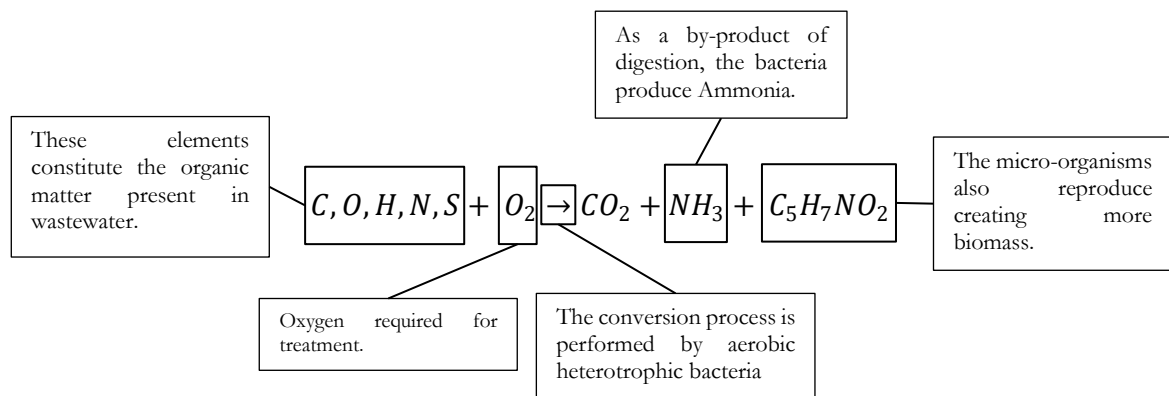 As a by-product of
digestion, the bacteria
produce Ammonia.
These elements
constitute the organic
matter present in
wastewater.
C, O, H, N, S + O₂ → CO₂ + NH₃ + C₅H₇NO₂
The micro-organisms
also reproduce
creating more
biomass.
Oxygen required for
treatment.
The conversion process is
performed by aerobic
heterotrophic bacteria